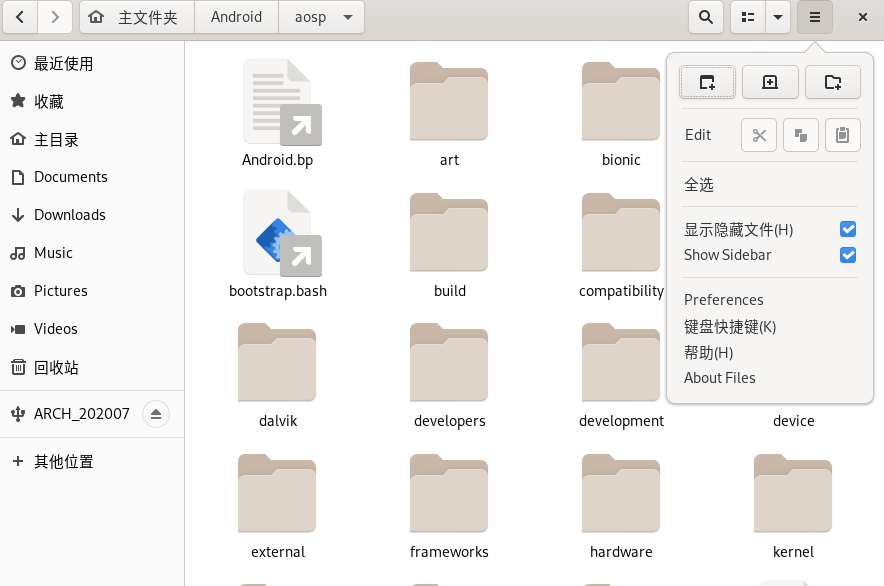 主文件夹 Android aosp
最近使用
收藏
主目录
Documents
Downloads
Music
Pictures
Videos
回收站
ARCH_202007
其他位置
Android.bp art bionic
bootstrap.bash build compatibility
dalvik developers development device
external frameworks hardware kernel
Edit
全选
显示隐藏文件(H)
Show Sidebar
Preferences
键盘快捷键(K)
帮助(H)
About Files